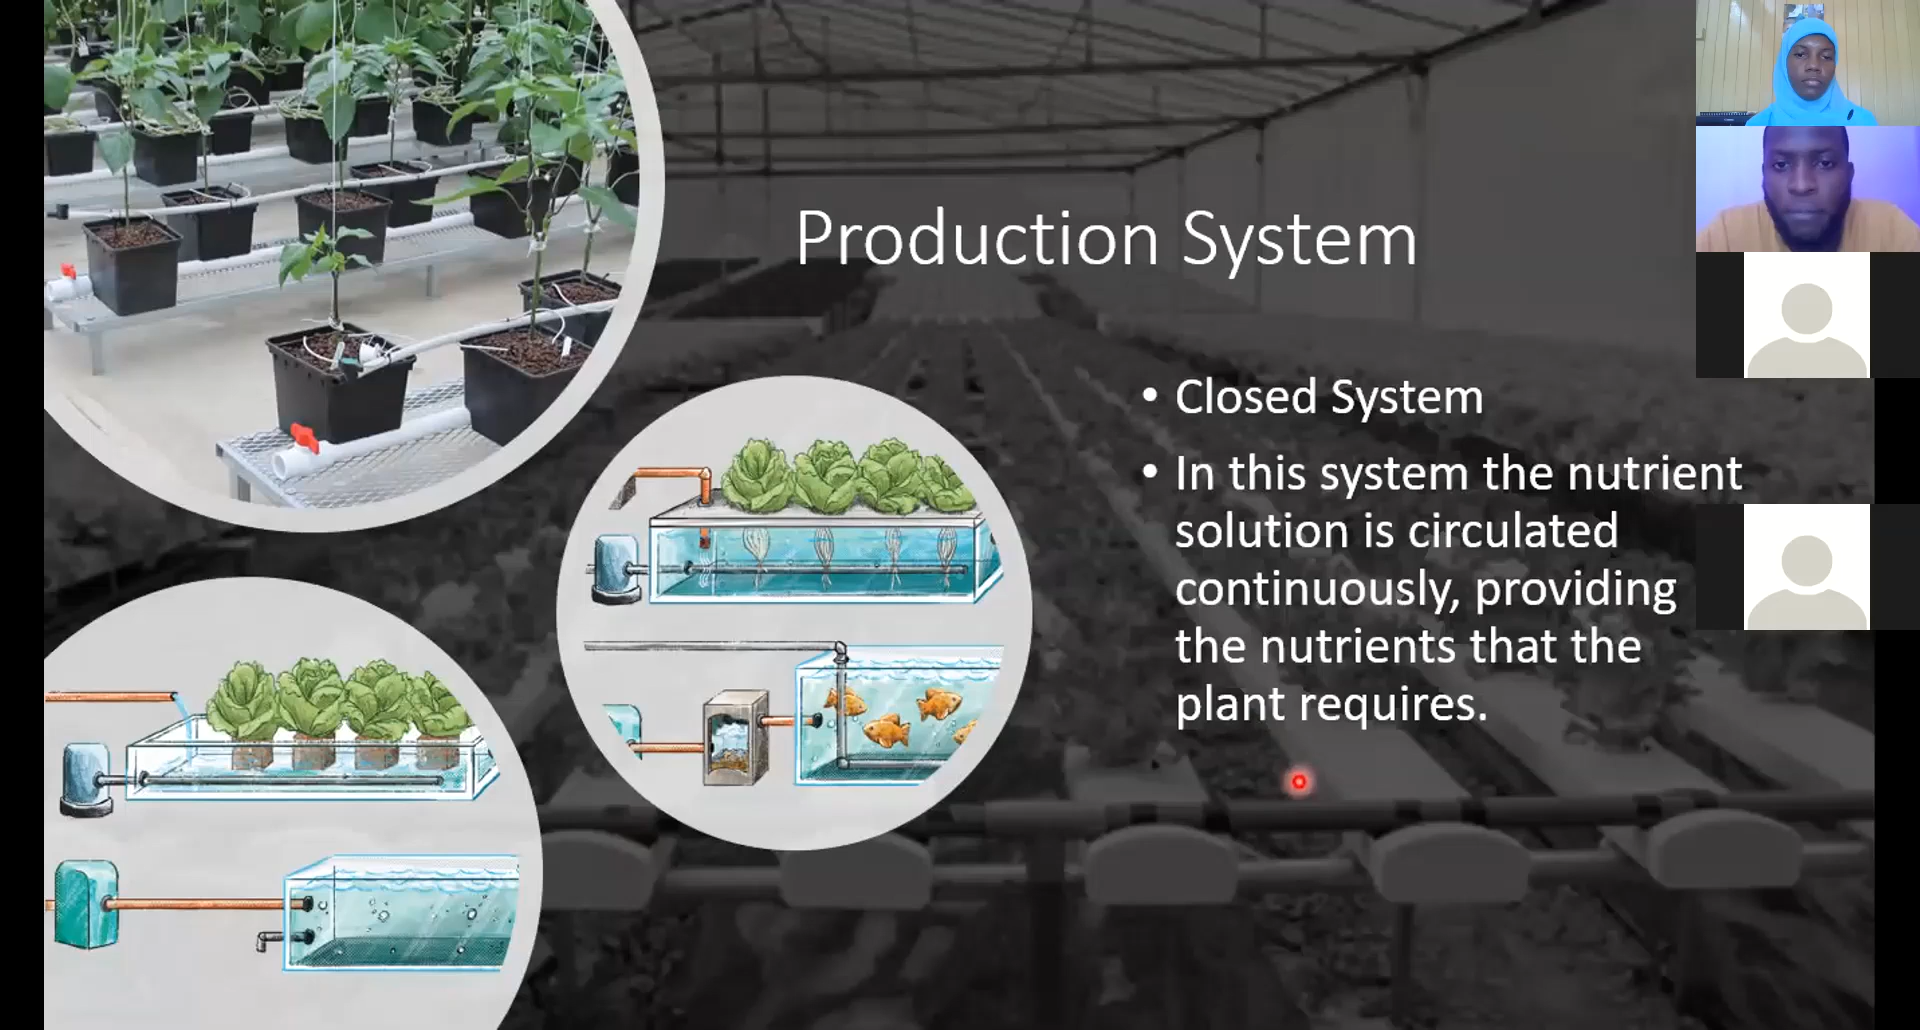 Production System
• Closed System
• In this system the nutrient
solution is circulated
continuously, providing
the nutrients that the
plant requires.